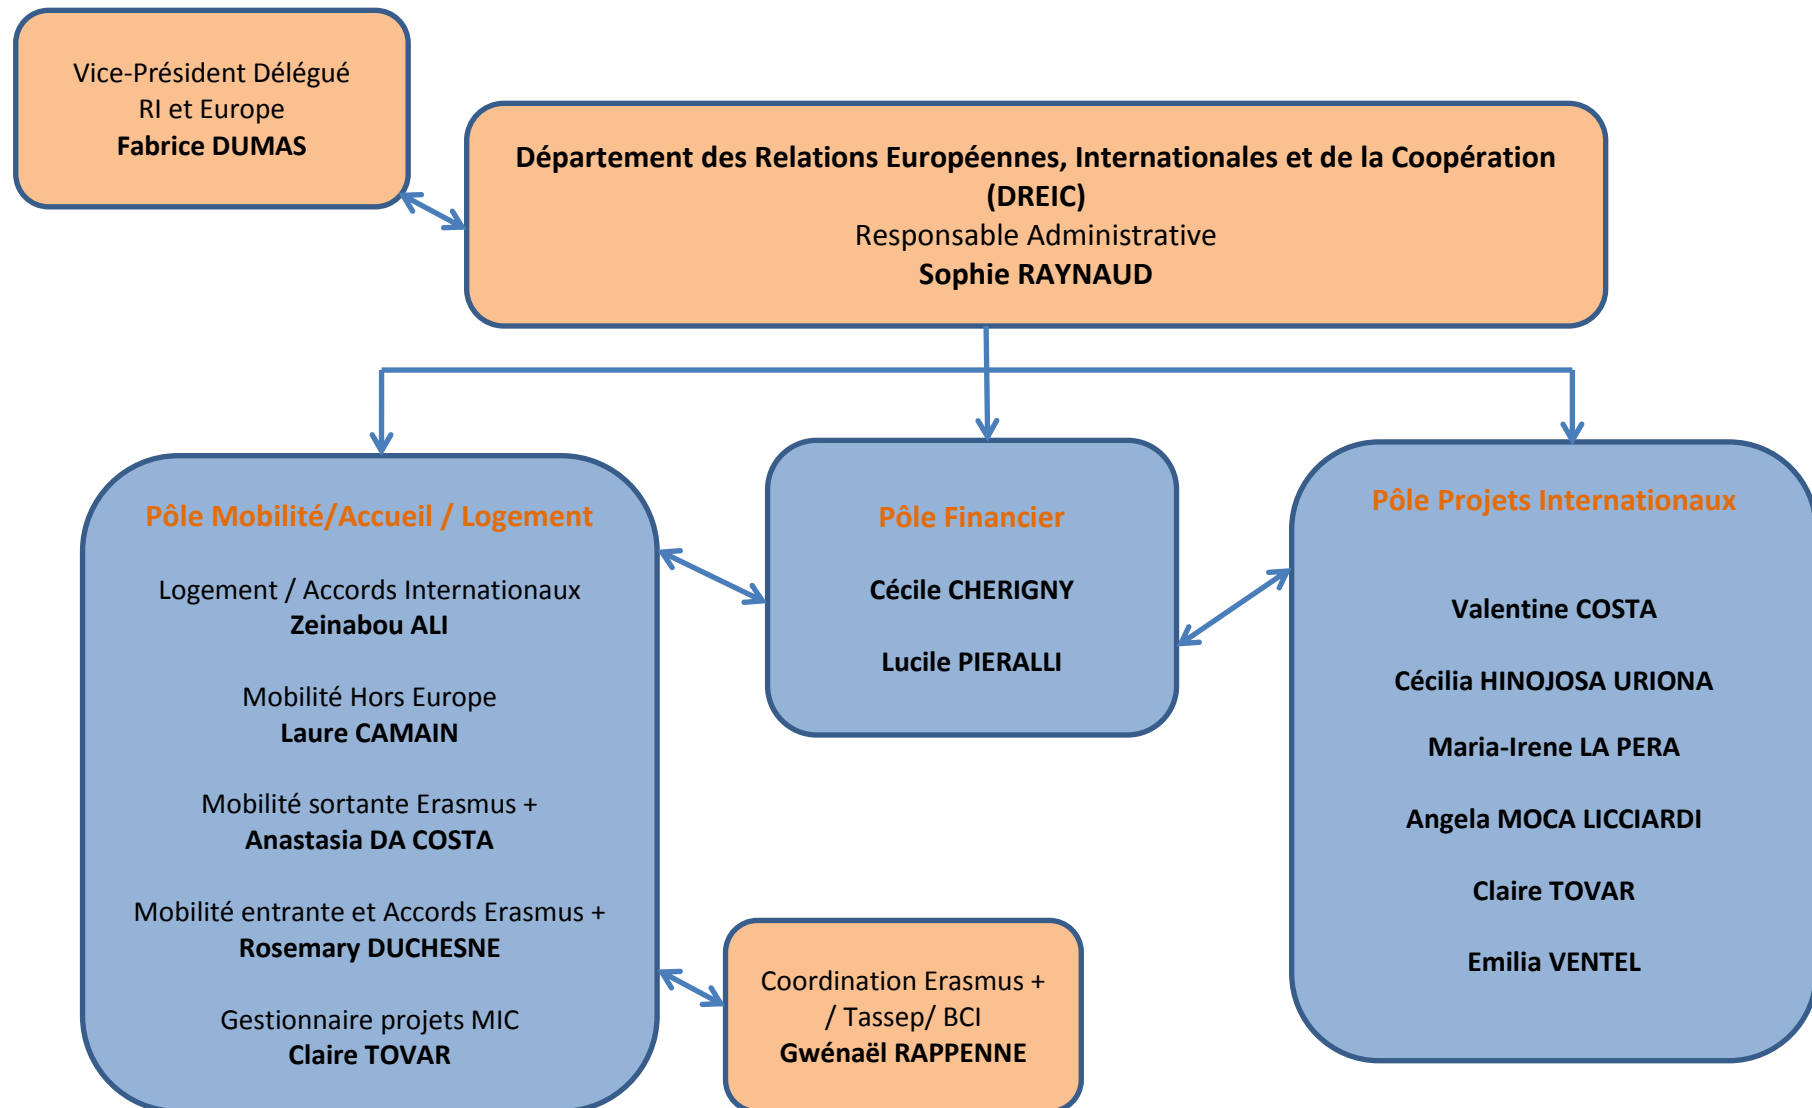 Vice-Président Délégué
RI et Europe
Fabrice DUMAS
Département des Relations Européennes, Internationales et de la Coopération
(DREIC)
Responsable Administrative
Sophie RAYNAUD
Pôle Mobilité/Accueil / Logement
Logement / Accords Internationaux
Zeinabou ALI
Mobilité Hors Europe
Laure CAMAIN
Mobilité sortante Erasmus +
Anastasia DA COSTA
Mobilité entrante et Accords Erasmus +
Rosemary DUCHESNE
Gestionnaire projets MIC
Claire TOVAR
Pôle Financier
Cécile CHERIGNY
Lucile PIERALLI
Coordination Erasmus +
/ Tassep/ BCI
Gwénaël RAPPENNE
Pôle Projets Internationaux
Valentine COSTA
Cécilia HINOJOSA URIONA
Maria-Irene LA PERA
Angela MOCA LICCIARDI
Claire TOVAR
Emilia VENTEL